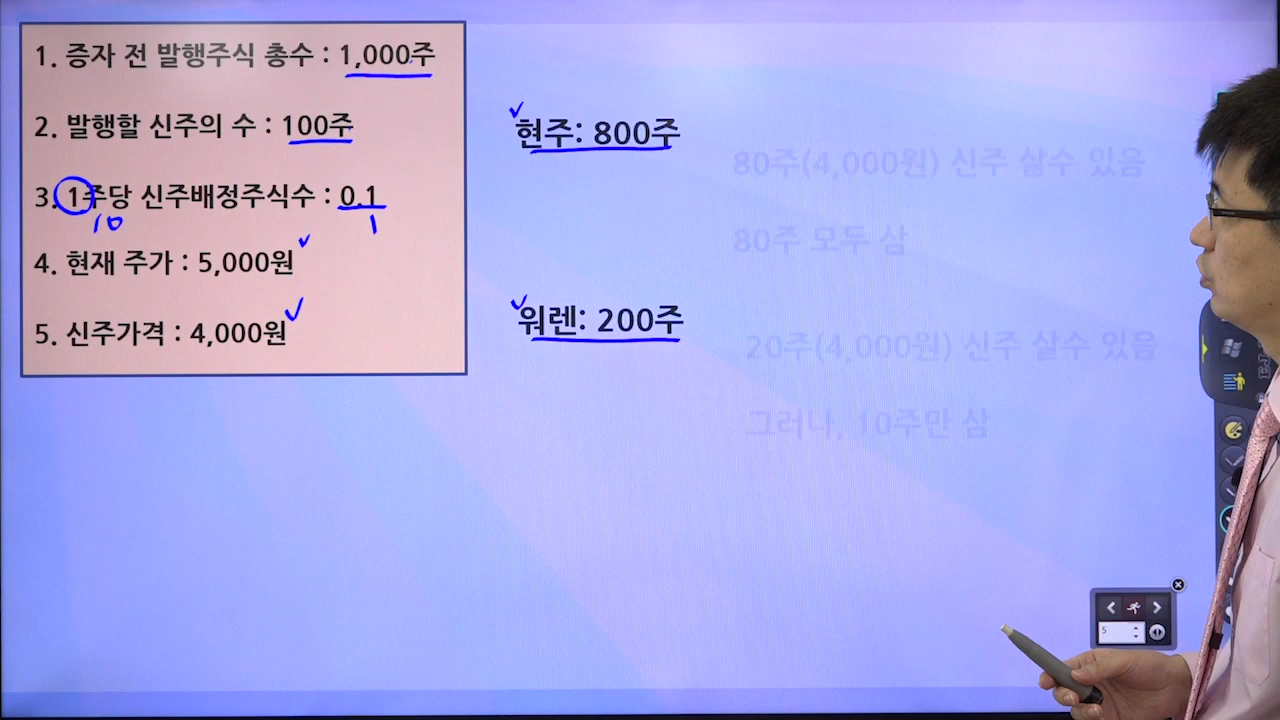 1. 증자 전 발행주식 총수 : 1,000주
2. 발행할 신주의 수 : 100주
3. 1주당 신주배정주식수 : 0.1
10 1
4. 현재 주가 : 5,000원
5. 신주가격 : 4,000원
현주: 800주
80주(4,000원) 신주 살수 있음
80주 모두 삼
워렌: 200주
20주(4,000원) 신주 살수 있음
그러나, 10주만 삼
5